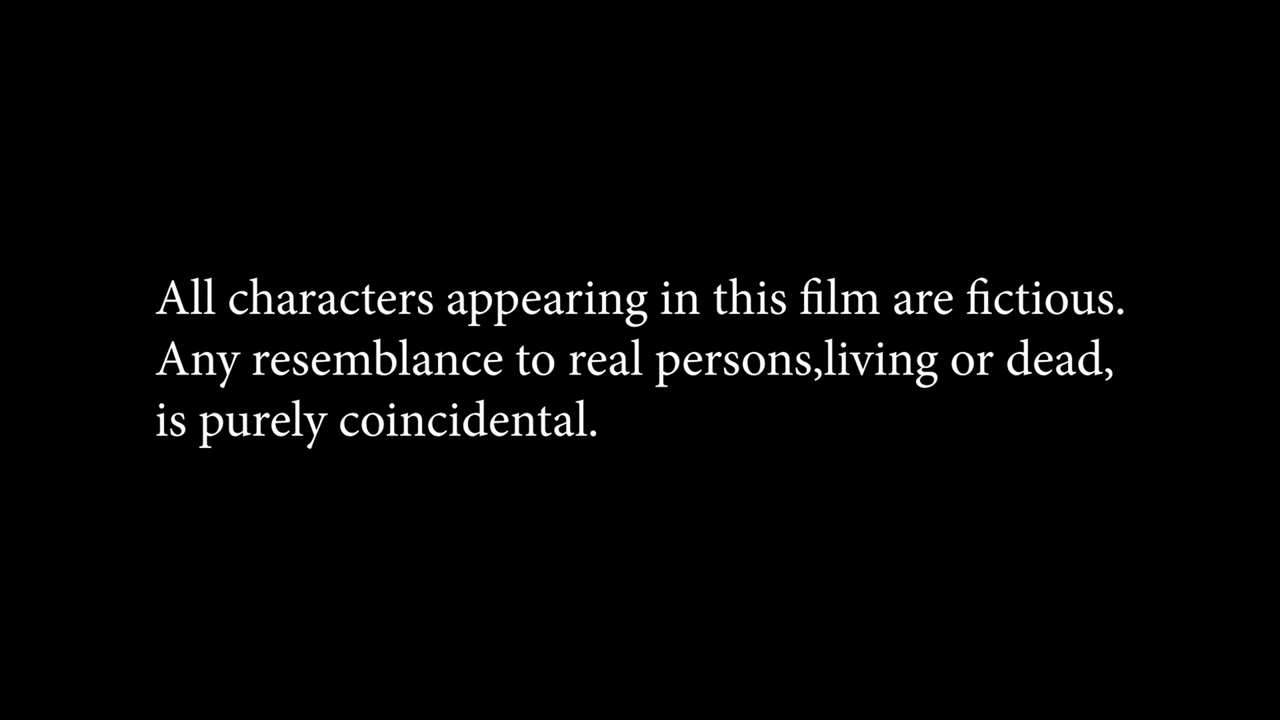 All characters appearing in this film are fictious.
Any resemblance to real persons,living or dead,
is purely coincidental.